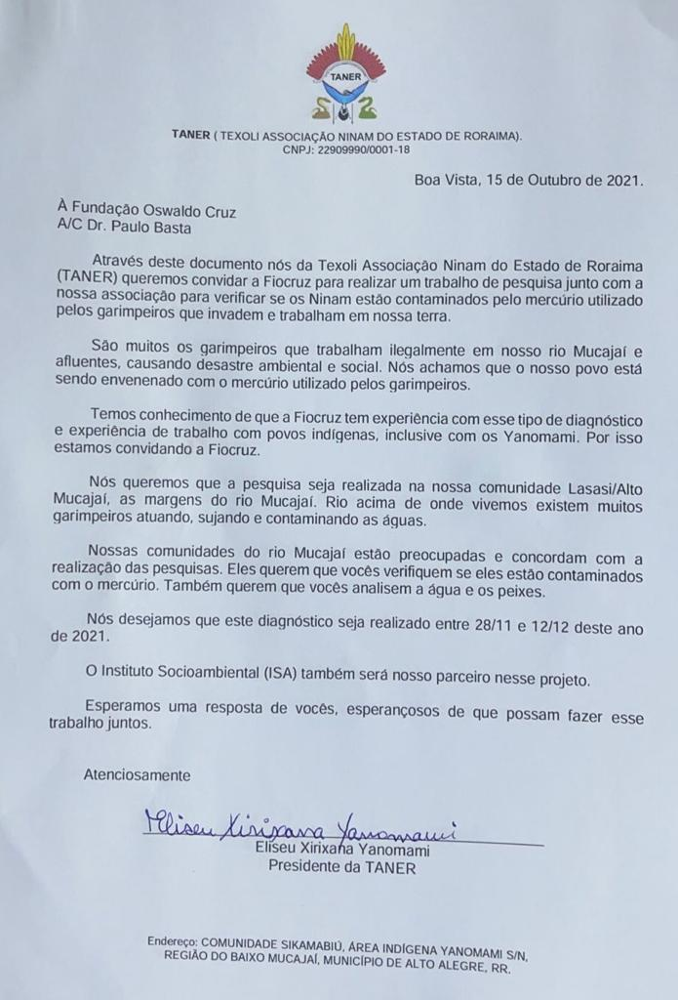 TANER
TANER ( TEXOLI ASSOCIAÇÃO NINAM DO ESTADO DE RORAIMA).
CNPJ: 22909990/0001-18
Boa Vista, 15 de Outubro de 2021.
À Fundação Oswaldo Cruz
A/C Dr. Paulo Basta
Através deste documento nós da Texoli Associação Ninam do Estado de Roraima
(TANER) queremos convidar a Fiocruz para realizar um trabalho de pesquisa junto com a
nossa associação para verificar se os Ninam estão contaminados pelo mercúrio utilizado
pelos garimpeiros que invadem e trabalham em nossa terra.
São muitos os garimpeiros que trabalham ilegalmente em nosso rio Mucajaí e
afluentes, causando desastre ambiental e social. Nós achamos que o nosso povo está
sendo envenenado com o mercúrio utilizado pelos garimpeiros.
Temos conhecimento de que a Fiocruz tem experiência com esse tipo de diagnóstico
e experiência de trabalho com povos indígenas, inclusive com os Yanomami. Por isso
estamos convidando a Fiocruz.
Nós queremos que a pesquisa seja realizada na nossa comunidade Lasasi/Alto
Mucajaí, as margens do rio Mucajaí. Rio acima de onde vivemos existem muitos
garimpeiros atuando, sujando e contaminando as águas.
Nossas comunidades do rio Mucajaí estão preocupadas e concordam com a
realização das pesquisas. Eles querem que vocês verifiquem se eles estão contaminados
com o mercúrio. Também querem que vocês analisem a água e os peixes.
Nós desejamos que este diagnóstico seja realizado entre 28/11 e 12/12 deste ano
de 2021.
O Instituto Socioambiental (ISA) também será nosso parceiro nesse projeto.
Esperamos uma resposta de vocês, esperançosos de que possam fazer esse
trabalho juntos.
Atenciosamente
Eliseu Xirixana Yanomami
Eliseu Xirixana Yanomami
Presidente da TANER
Endereço: COMUNIDADE SIKAMABIÚ, ÁREA INDÍGENA YANOMAMI S/N,
REGIÃO DO BAIXO MUCAJAÍ, MUNICÍPIO DE ALTO ALEGRE, RR.